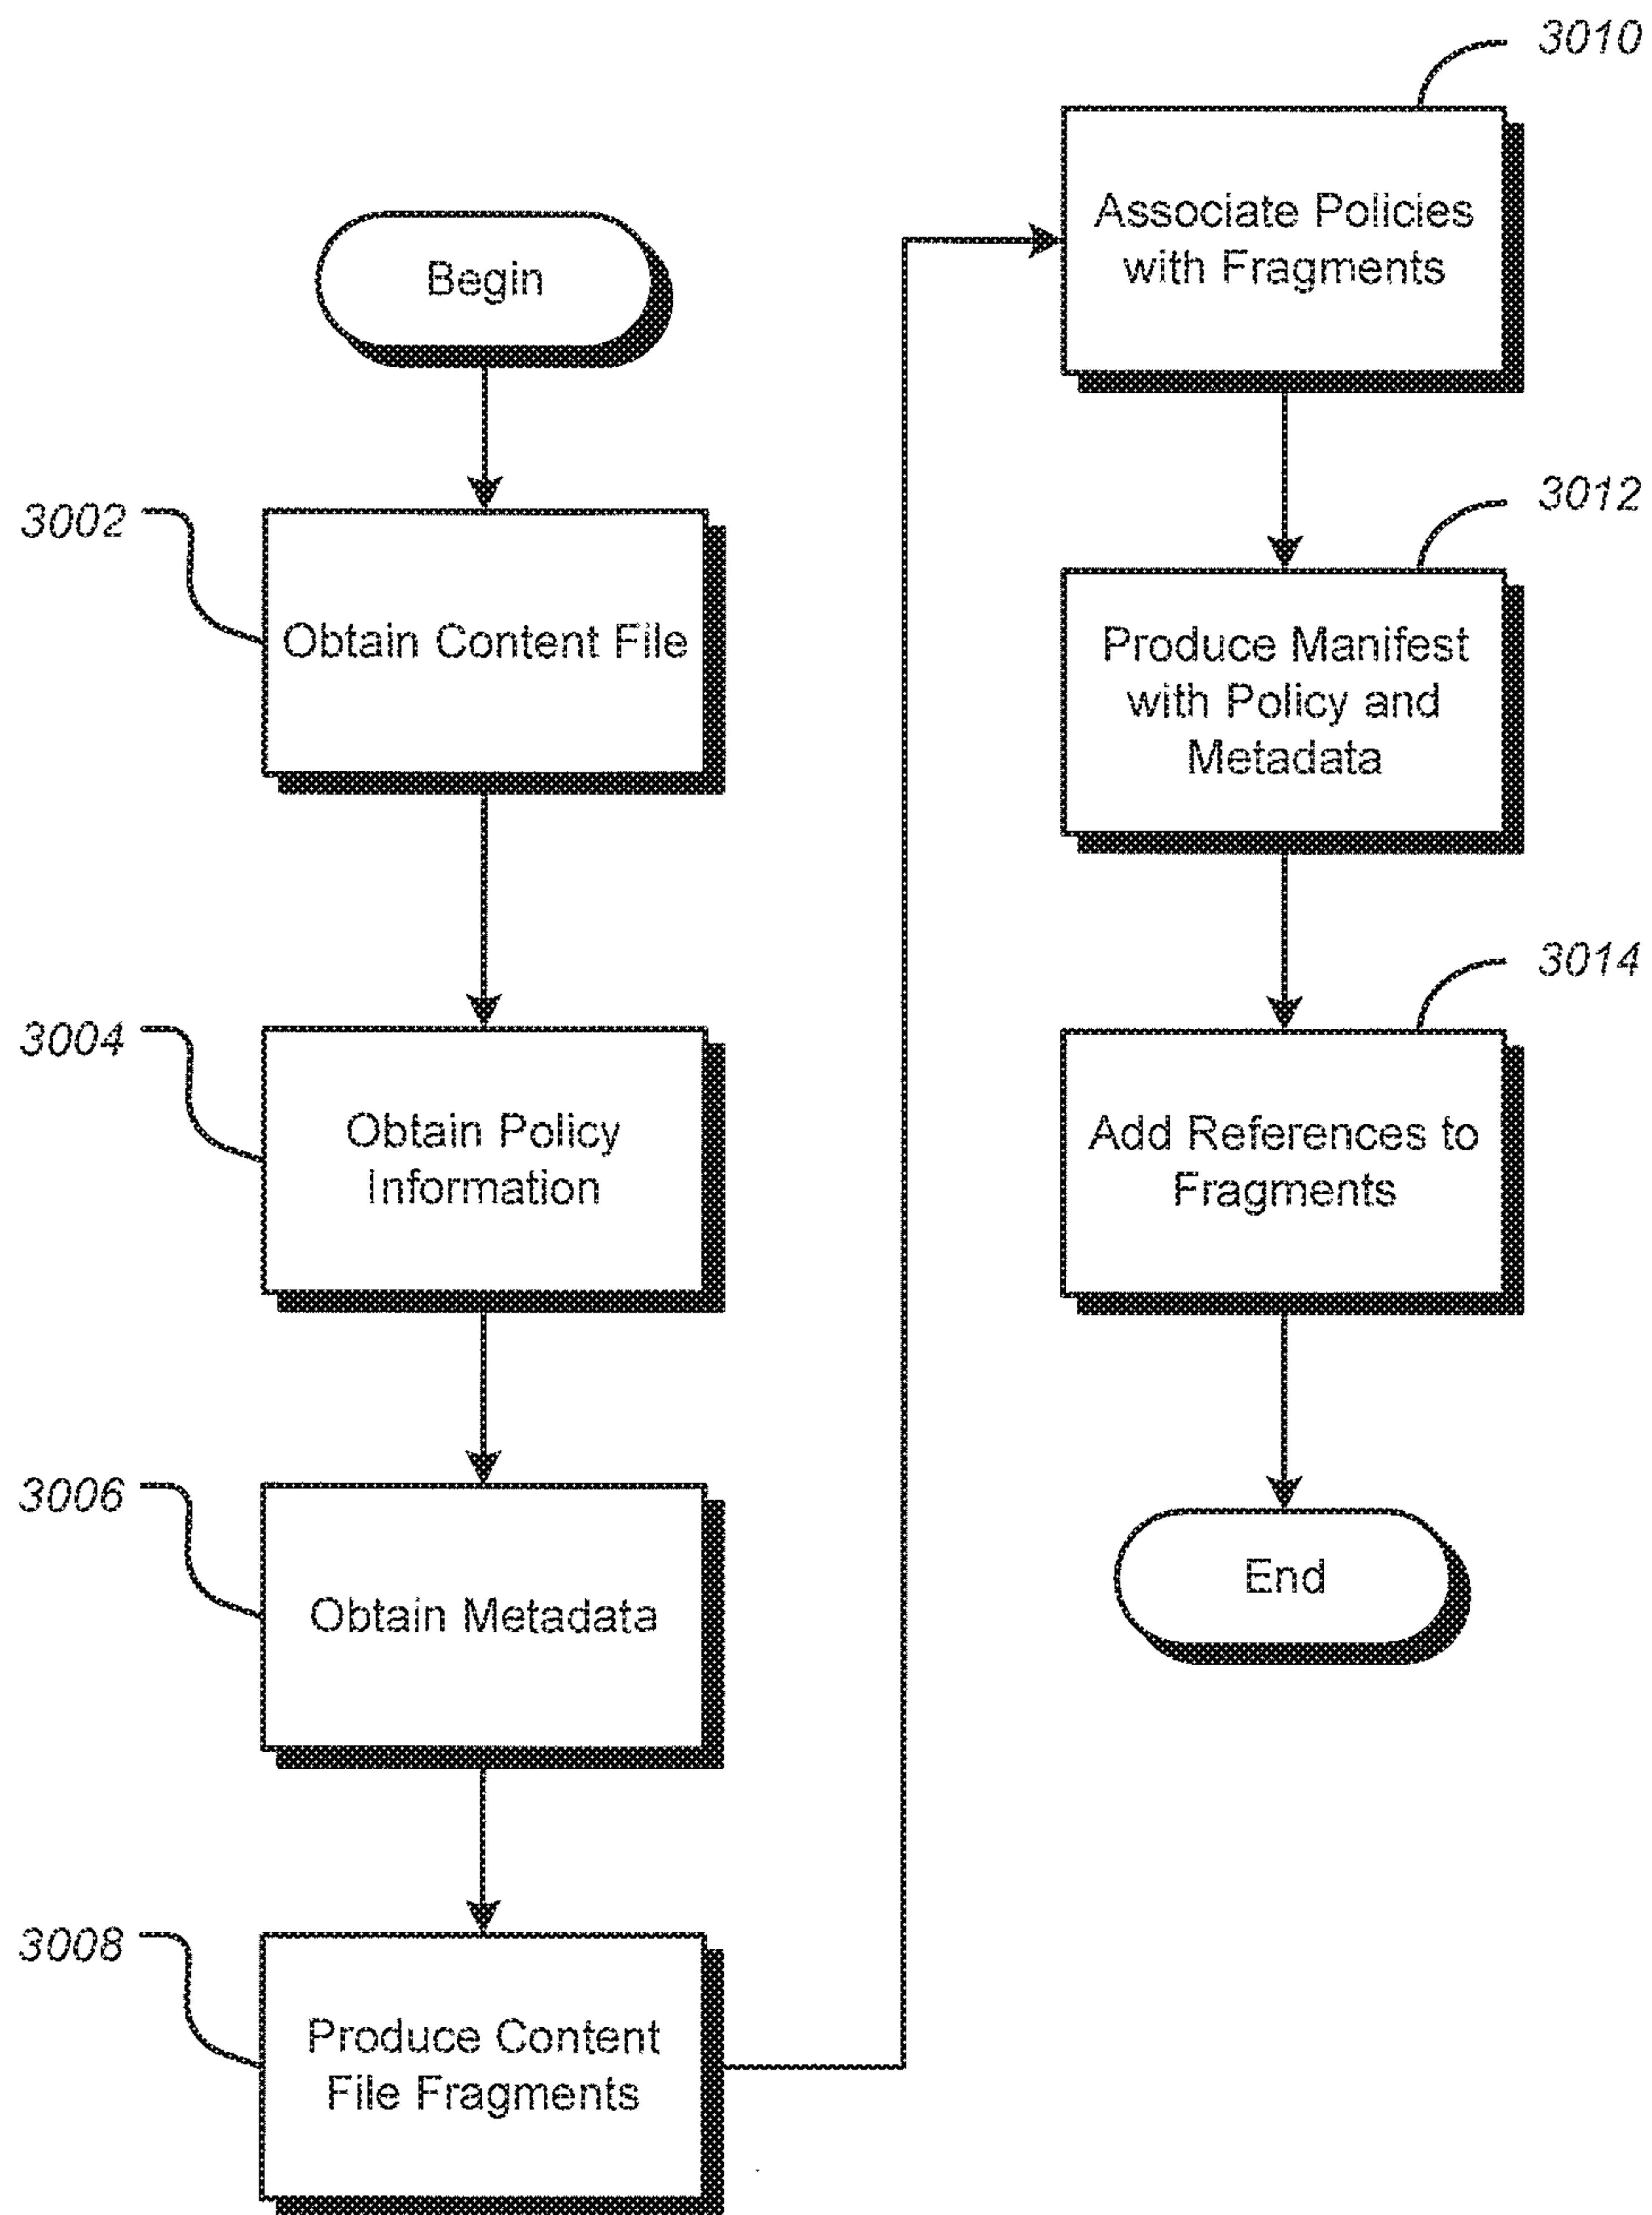 Begin
3002
Obtain Content File
3004
Obtain Policy
Information
3006
Obtain Metadata
3008
Produce Content
File Fragments
3010
Associate Policies
with Fragments
3012
Produce Manifest
with Policy and
Metadata
3014
Add References to
Fragments
End